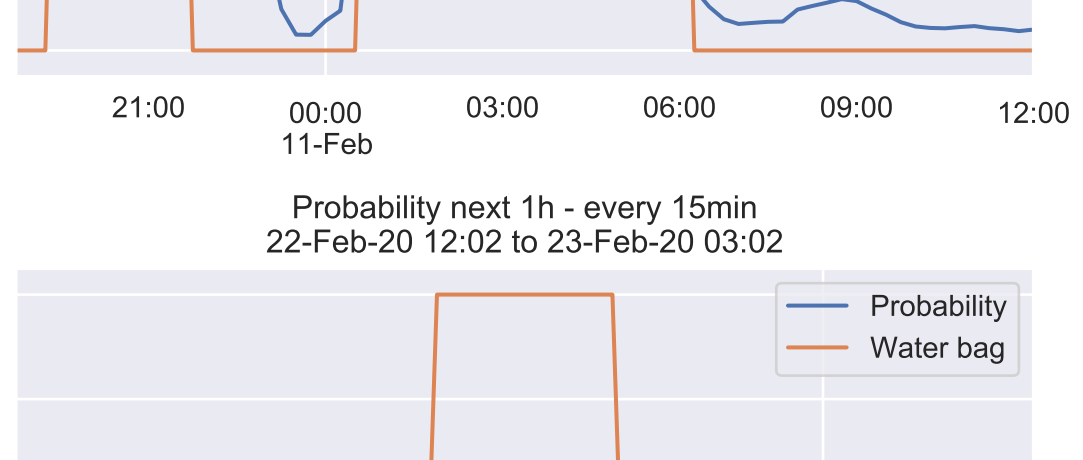 21:00
00:00
03:00
06:00
09:00
12:00
11-Feb
Probability next 1h - every 15min
22-Feb-20 12:02 to 23-Feb-20 03:02
Probability
Water bag